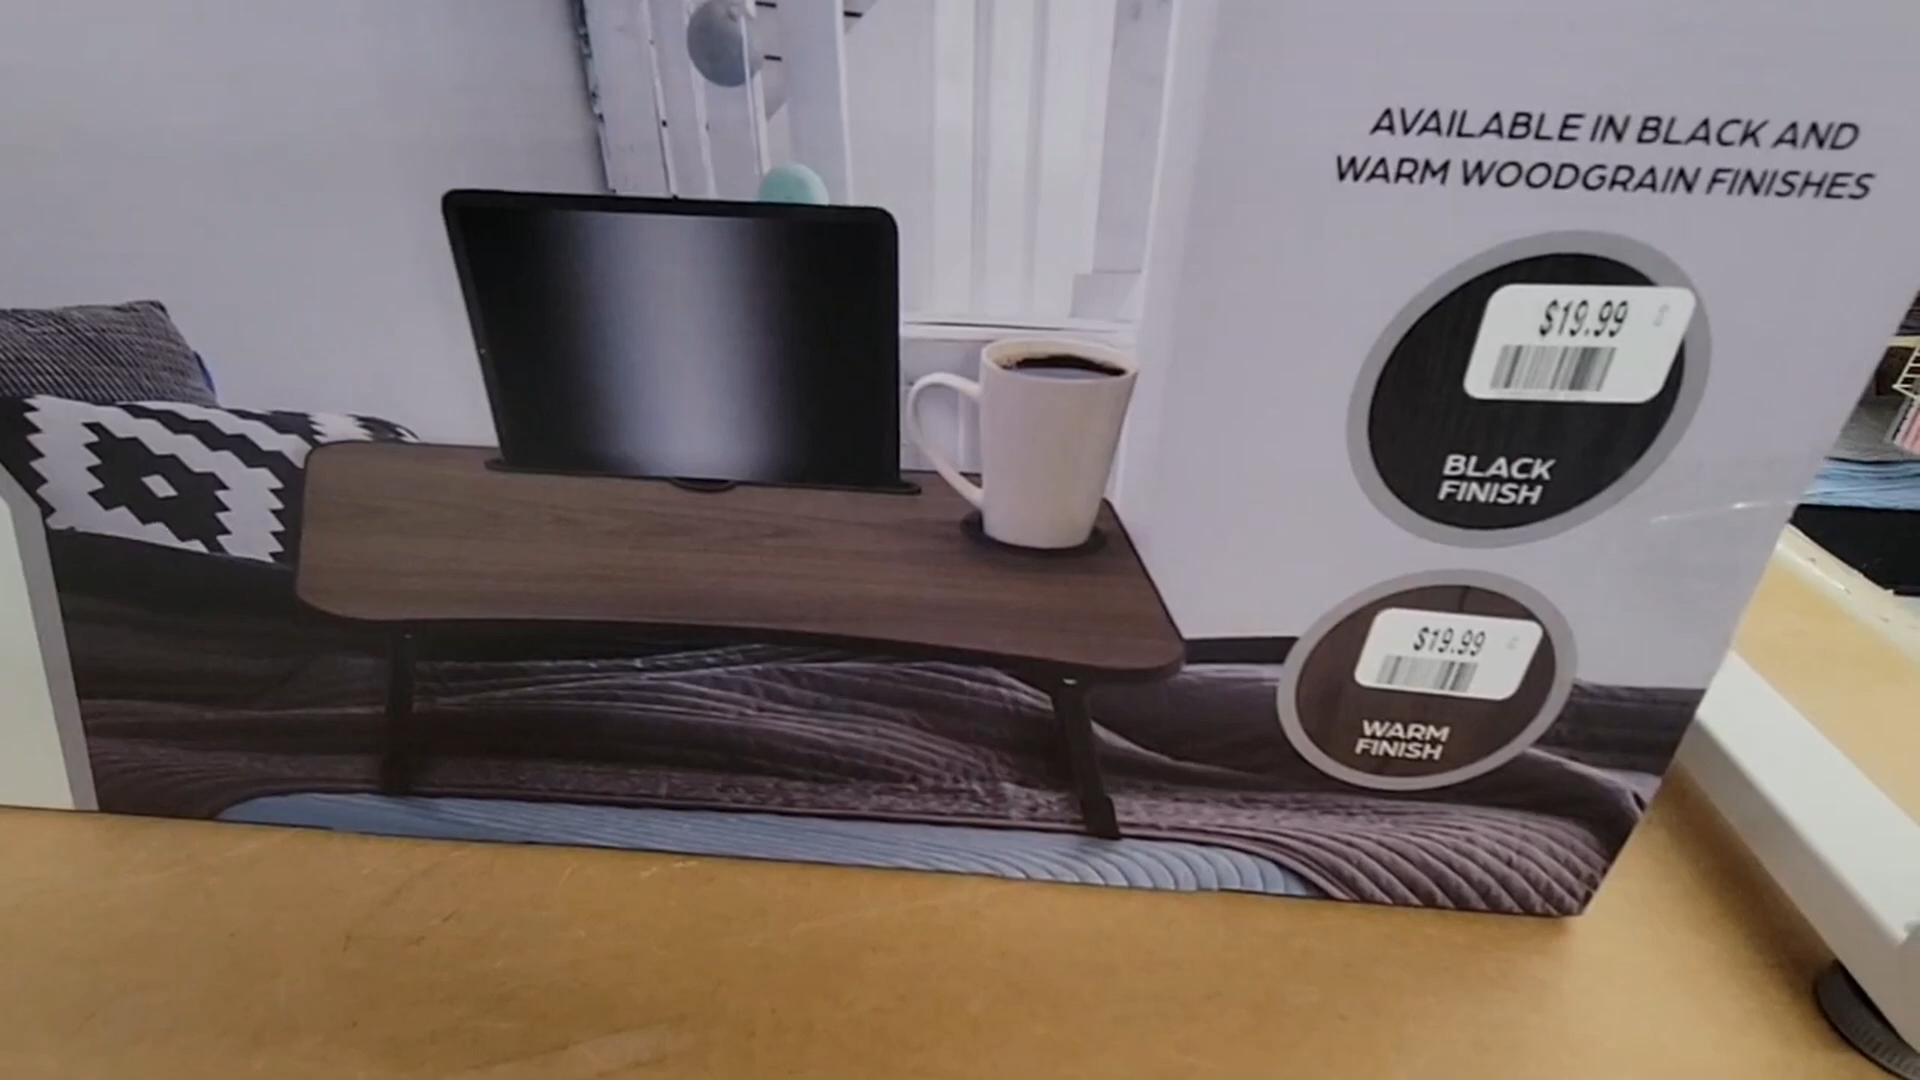 AVAILABLE IN BLACK AND
WARM WOODGRAIN FINISHES
$19.99
BLACK
FINISH
$19.99
WARM
FINISH